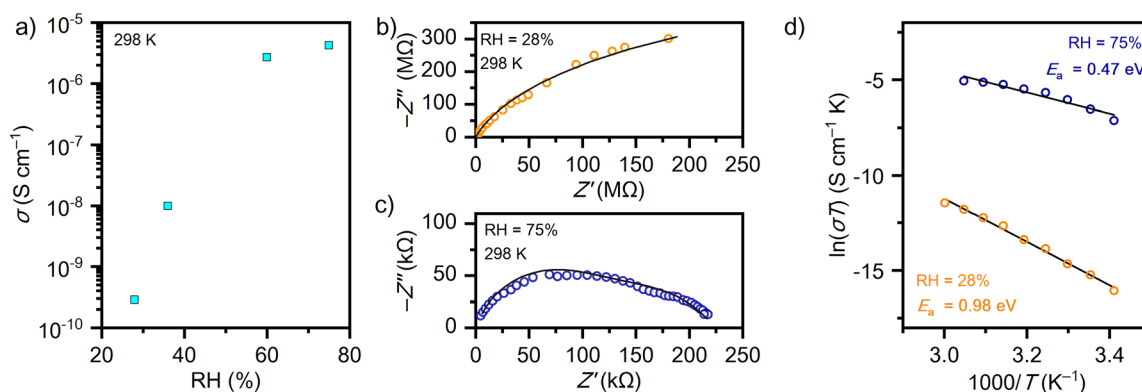 a)
298 K
10⁻⁵
10⁻⁶
10⁻⁷
10⁻⁸
10⁻⁹
10⁻¹⁰
σ (S cm⁻¹)
20
40
60
80
RH (%)
b)
RH = 28%
298 K
300
200
100
0
−Z″ (MΩ)
0
50
100
150
200
250
Z′ (MΩ)
c)
RH = 75%
298 K
100
50
0
−Z″ (kΩ)
0
50
100
150
200
250
Z′ (kΩ)
d)
RH = 75%
Eₐ = 0.47 eV
-5
-10
-15
ln(σT) (S cm⁻¹ K)
RH = 28%
Eₐ = 0.98 eV
3.0
3.2
3.4
1000/T (K⁻¹)